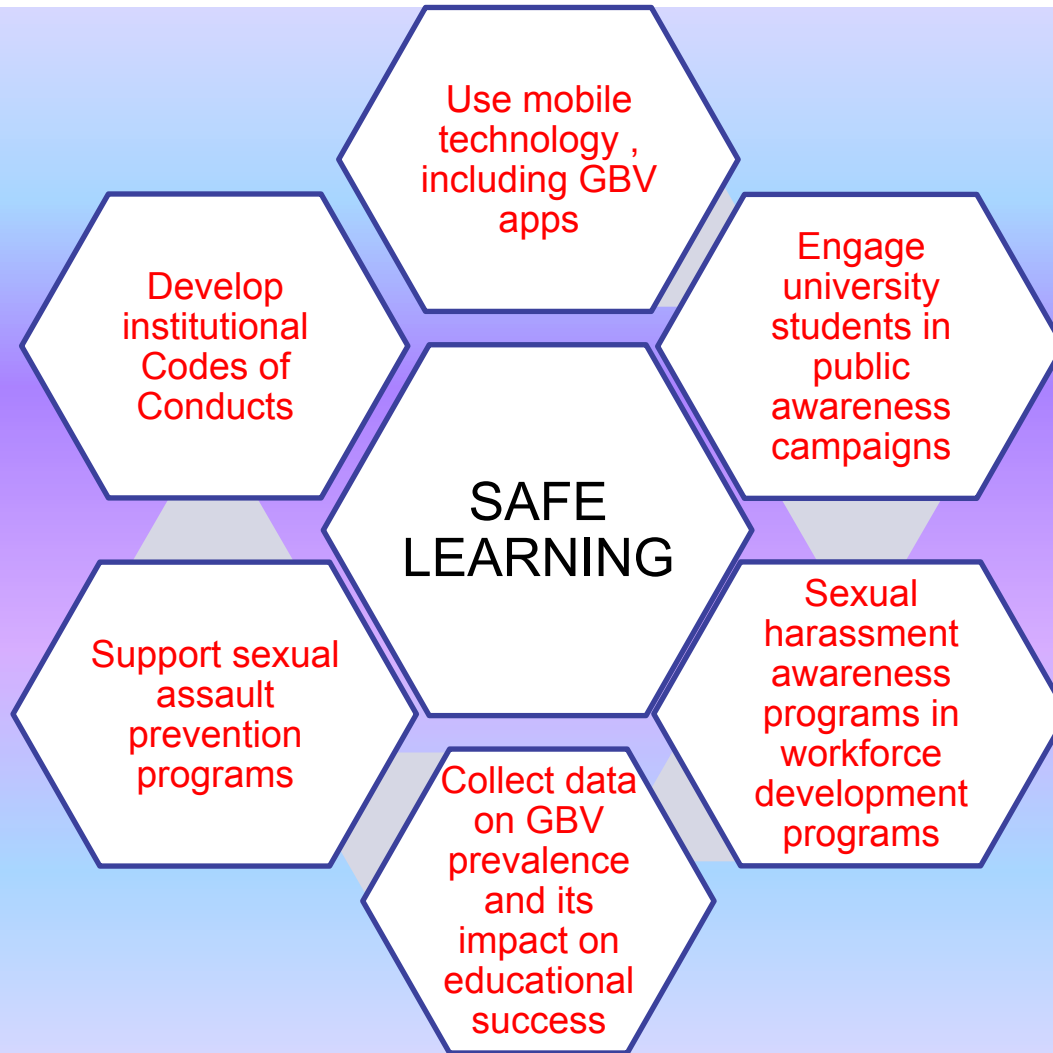 Use mobile
technology ,
including GBV
apps
Engage
university
students in
public
awareness
campaigns
Sexual
harassment
awareness
programs in
workforce
development
programs
Collect data
on GBV
prevalence
and its
impact on
educational
success
Support sexual
assault
prevention
programs
Develop
institutional
Codes of
Conducts
SAFE
LEARNING